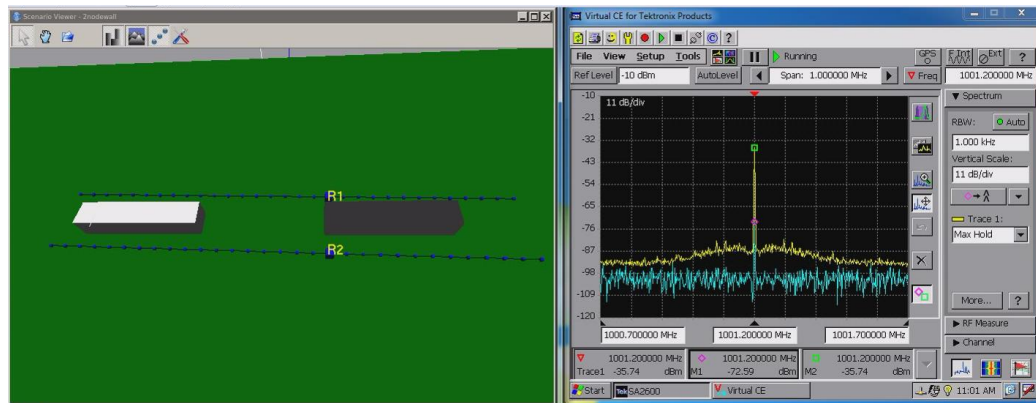 Scenario Viewer - 2nodewall
R1
R2
Virtual CE for Tektronix Products
File View Setup Tools Running GPS F Int Ext ?
Ref Level -10 dBm AutoLevel Span: 1.000000 MHz Freq 1001.200000 MHz
11 dB/div
-10
-21
-32
-43
-54
-65
-76
-87
-98
-109
-120
1000.700000 MHz 1001.200000 MHz 1001.700000 MHz
1001.200000 MHz 1001.200000 MHz 1001.200000 MHz
Trace1 -35.74 dBm M1 -72.59 dBm M2 -35.74 dBm
Spectrum
RBW: Auto
1.000 kHz
Vertical Scale:
11 dB/div
Trace 1:
Max Hold
More... ?
RF Measure
Channel
Start Tek SA2600 Virtual CE 11:01 AM